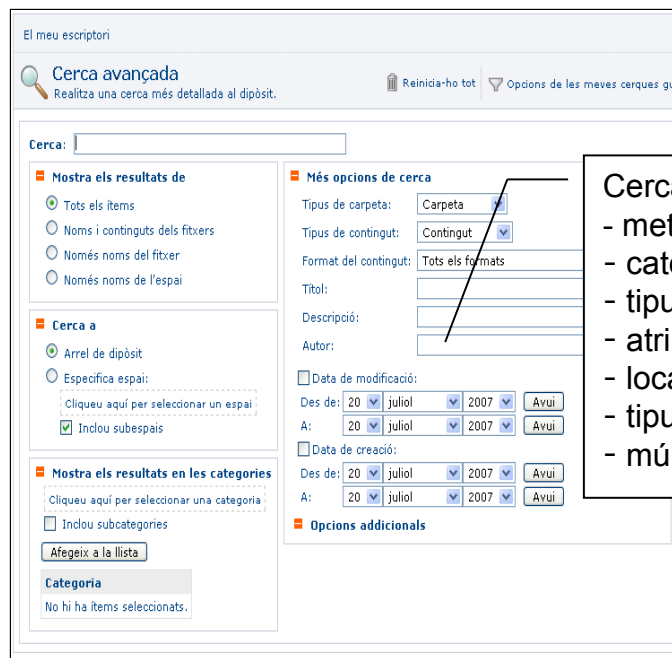 El meu escriptori
Cerca avançada
Realitza una cerca més detallada al dipòsit.
Reinicia-ho tot
Opcions de les meves cerques
Cerca:
Mostra els resultats de
Tots els ítems
Noms i continguts dels fitxers
Només noms del fitxer
Només noms de l'espai
Cerca a
Arrel de dipòsit
Especifica espai:
Cliqueu aquí per seleccionar un espai
Inclou subespais
Mostra els resultats en les categories
Cliqueu aquí per seleccionar una categoria
Inclou subcategories
Afegeix a la llista
Categoria
No hi ha ítems seleccionats.
Més opcions de cerca
Tipus de carpeta: Carpeta
Tipus de contingut: Contingut
Format del contingut: Tots els formats
Títol:
Descripció:
Autor:
Data de modificació:
Des de: 20 juliol 2007 Avui
A: 20 juliol 2007 Avui
Data de creació:
Des de: 20 juliol 2007 Avui
A: 20 juliol 2007 Avui
Opcions addicionals